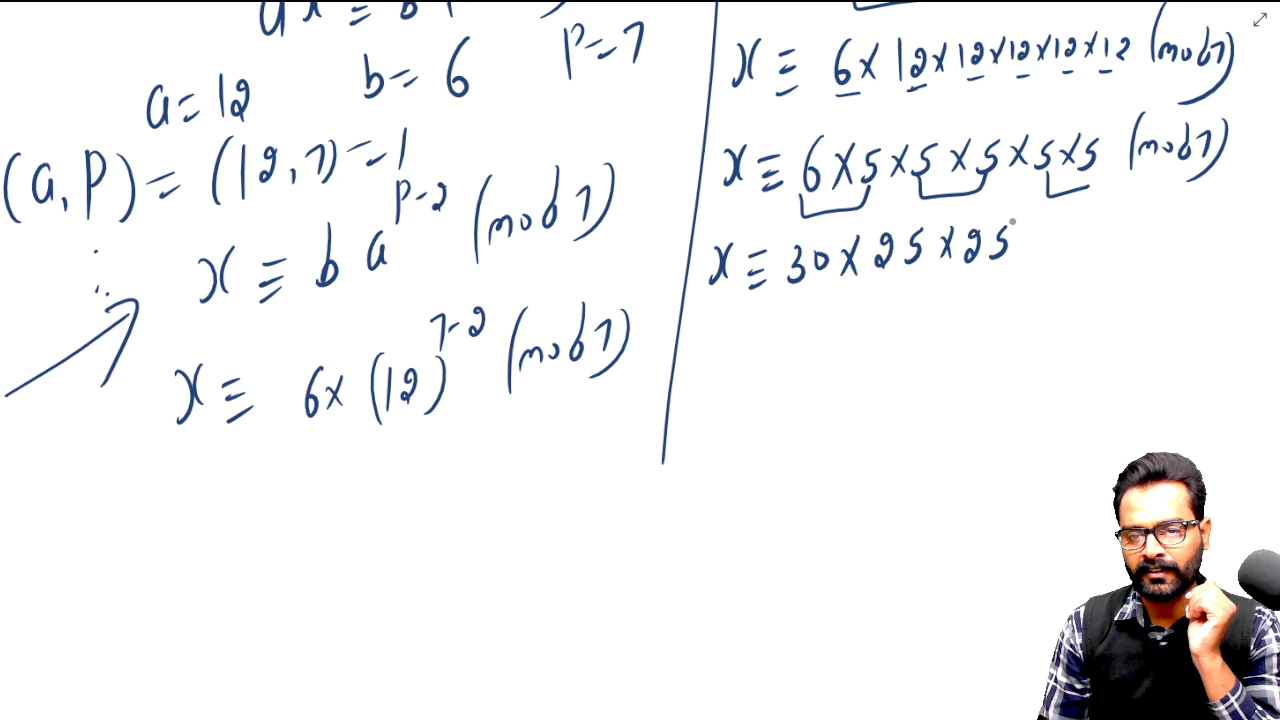 a x ≡ b
a = 12 b = 6 p = 7
(a, p) = (12, 7) = 1
∴ x ≡ b a^{p-2} (mod 7)
x ≡ 6 × (12)^{7-2} (mod 7)
x ≡ 6 × 12 × 12 × 12 × 12 × 12 (mod 7)
x ≡ 6 × 5 × 5 × 5 × 5 × 5 (mod 7)
x ≡ 30 × 25 × 25